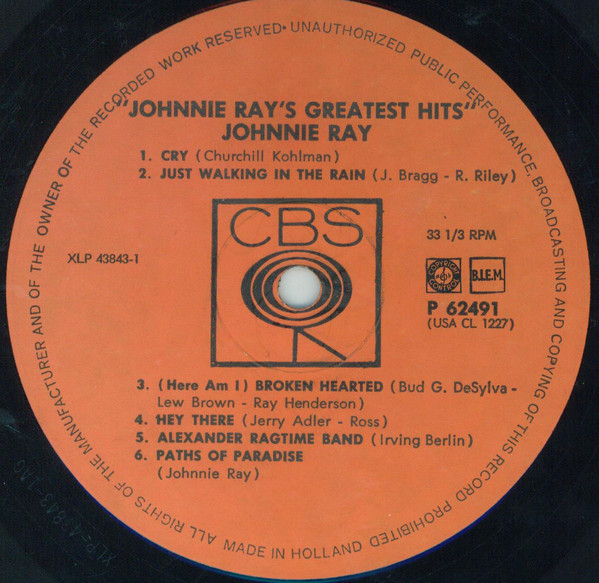 ALL RIGHTS OF THE MANUFACTURER AND OF THE OWNER OF THE RECORDED WORK RESERVED · UNAUTHORIZED PUBLIC PERFORMANCE, BROADCASTING AND COPYING OF THIS RECORD PROHIBITED
"JOHNNIE RAY'S GREATEST HITS"
JOHNNIE RAY
1. CRY (Churchill Kohlman)
2. JUST WALKING IN THE RAIN (J. Bragg - R. Riley)
CBS
33 1/3 RPM
XLP 43843-1
COPYRIGHT CONTROL
B.I.E.M.
P 62491
(USA CL 1227)
3. (Here Am I) BROKEN HEARTED (Bud G. DeSylva -
Lew Brown - Ray Henderson)
4. HEY THERE (Jerry Adler - Ross)
5. ALEXANDER RAGTIME BAND (Irving Berlin)
6. PATHS OF PARADISE
(Johnnie Ray)
MADE IN HOLLAND